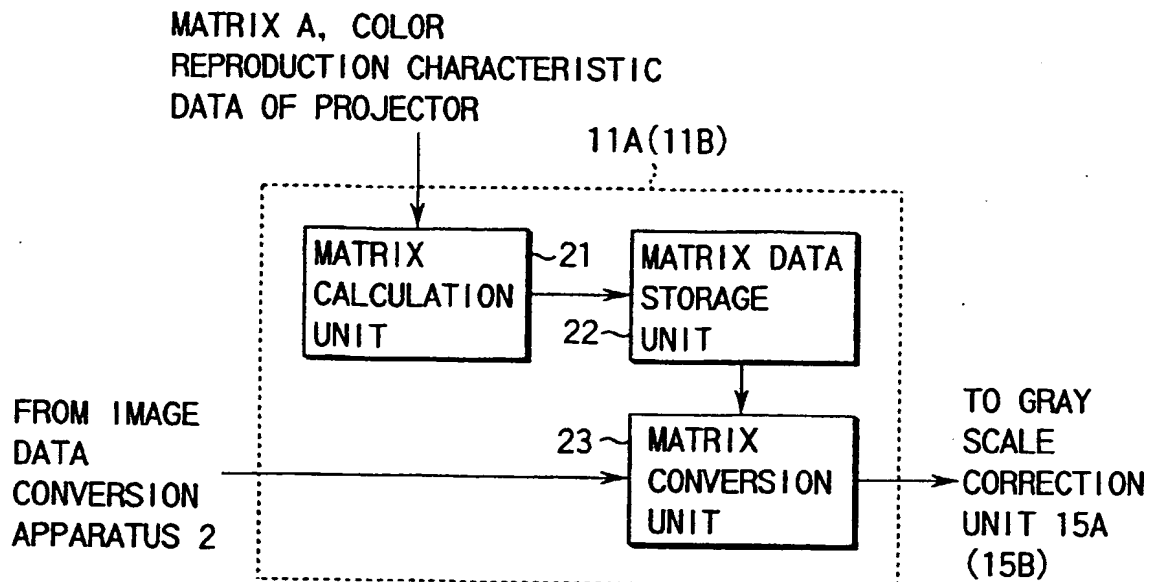 MATRIX A, COLOR
REPRODUCTION CHARACTERISTIC
DATA OF PROJECTOR
11A(11B)
MATRIX
CALCULATION
UNIT
21
MATRIX DATA
STORAGE
UNIT
22
FROM IMAGE
DATA
CONVERSION
APPARATUS 2
23
MATRIX
CONVERSION
UNIT
TO GRAY
SCALE
CORRECTION
UNIT 15A
(15B)